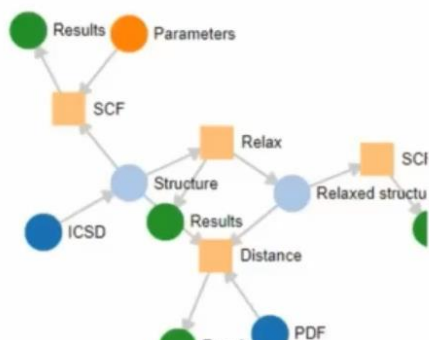 Results
Parameters
SCF
Relax
Structure
Relaxed structu
Results
ICSD
Distance
PDF